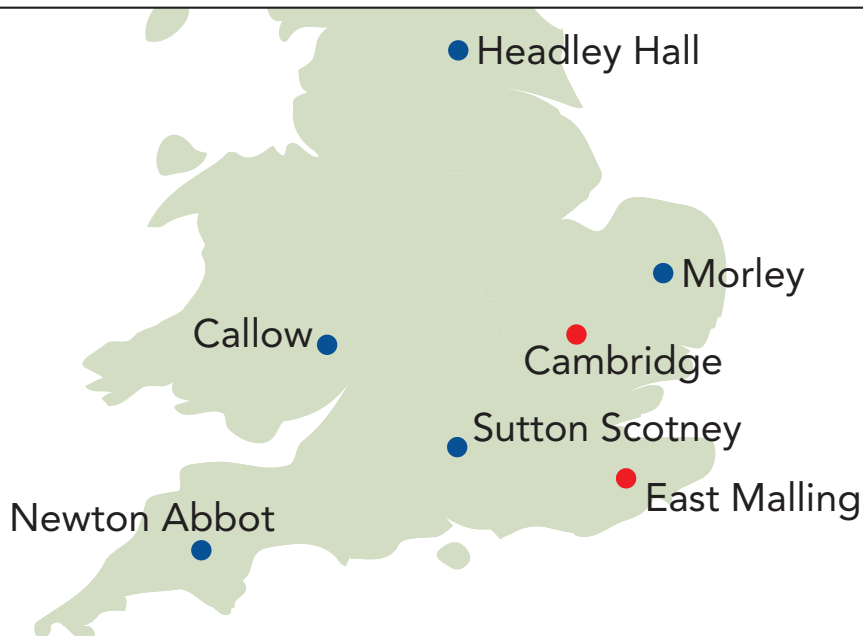 Headley Hall
Morley
Callow
Cambridge
Sutton Scotney
East Malling
Newton Abbot